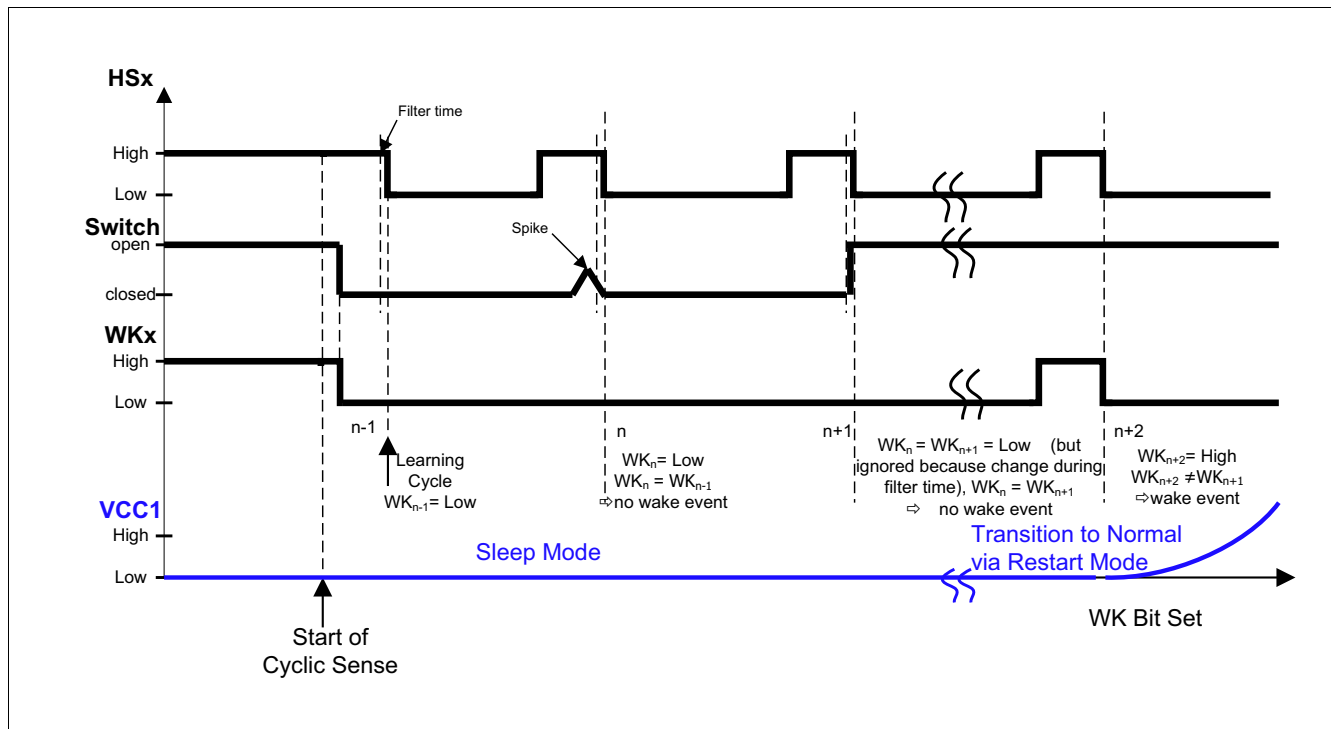 HSx
Filter time
High
Low
Switch
open
Spike
closed
WKx
High
Low
n-1
n
n+1
n+2
Learning
Cycle
WKn-1= Low
WKn= Low
WKn = WKn-1
⇨no wake event
WKn = WKn+1 = Low (but
ignored because change during
filter time), WKn = WKn+1
⇨ no wake event
WKn+2= High
WKn+2 ≠WKn+1
⇨wake event
VCC1
High
Low
Sleep Mode
Transition to Normal
via Restart Mode
Start of
Cyclic Sense
WK Bit Set